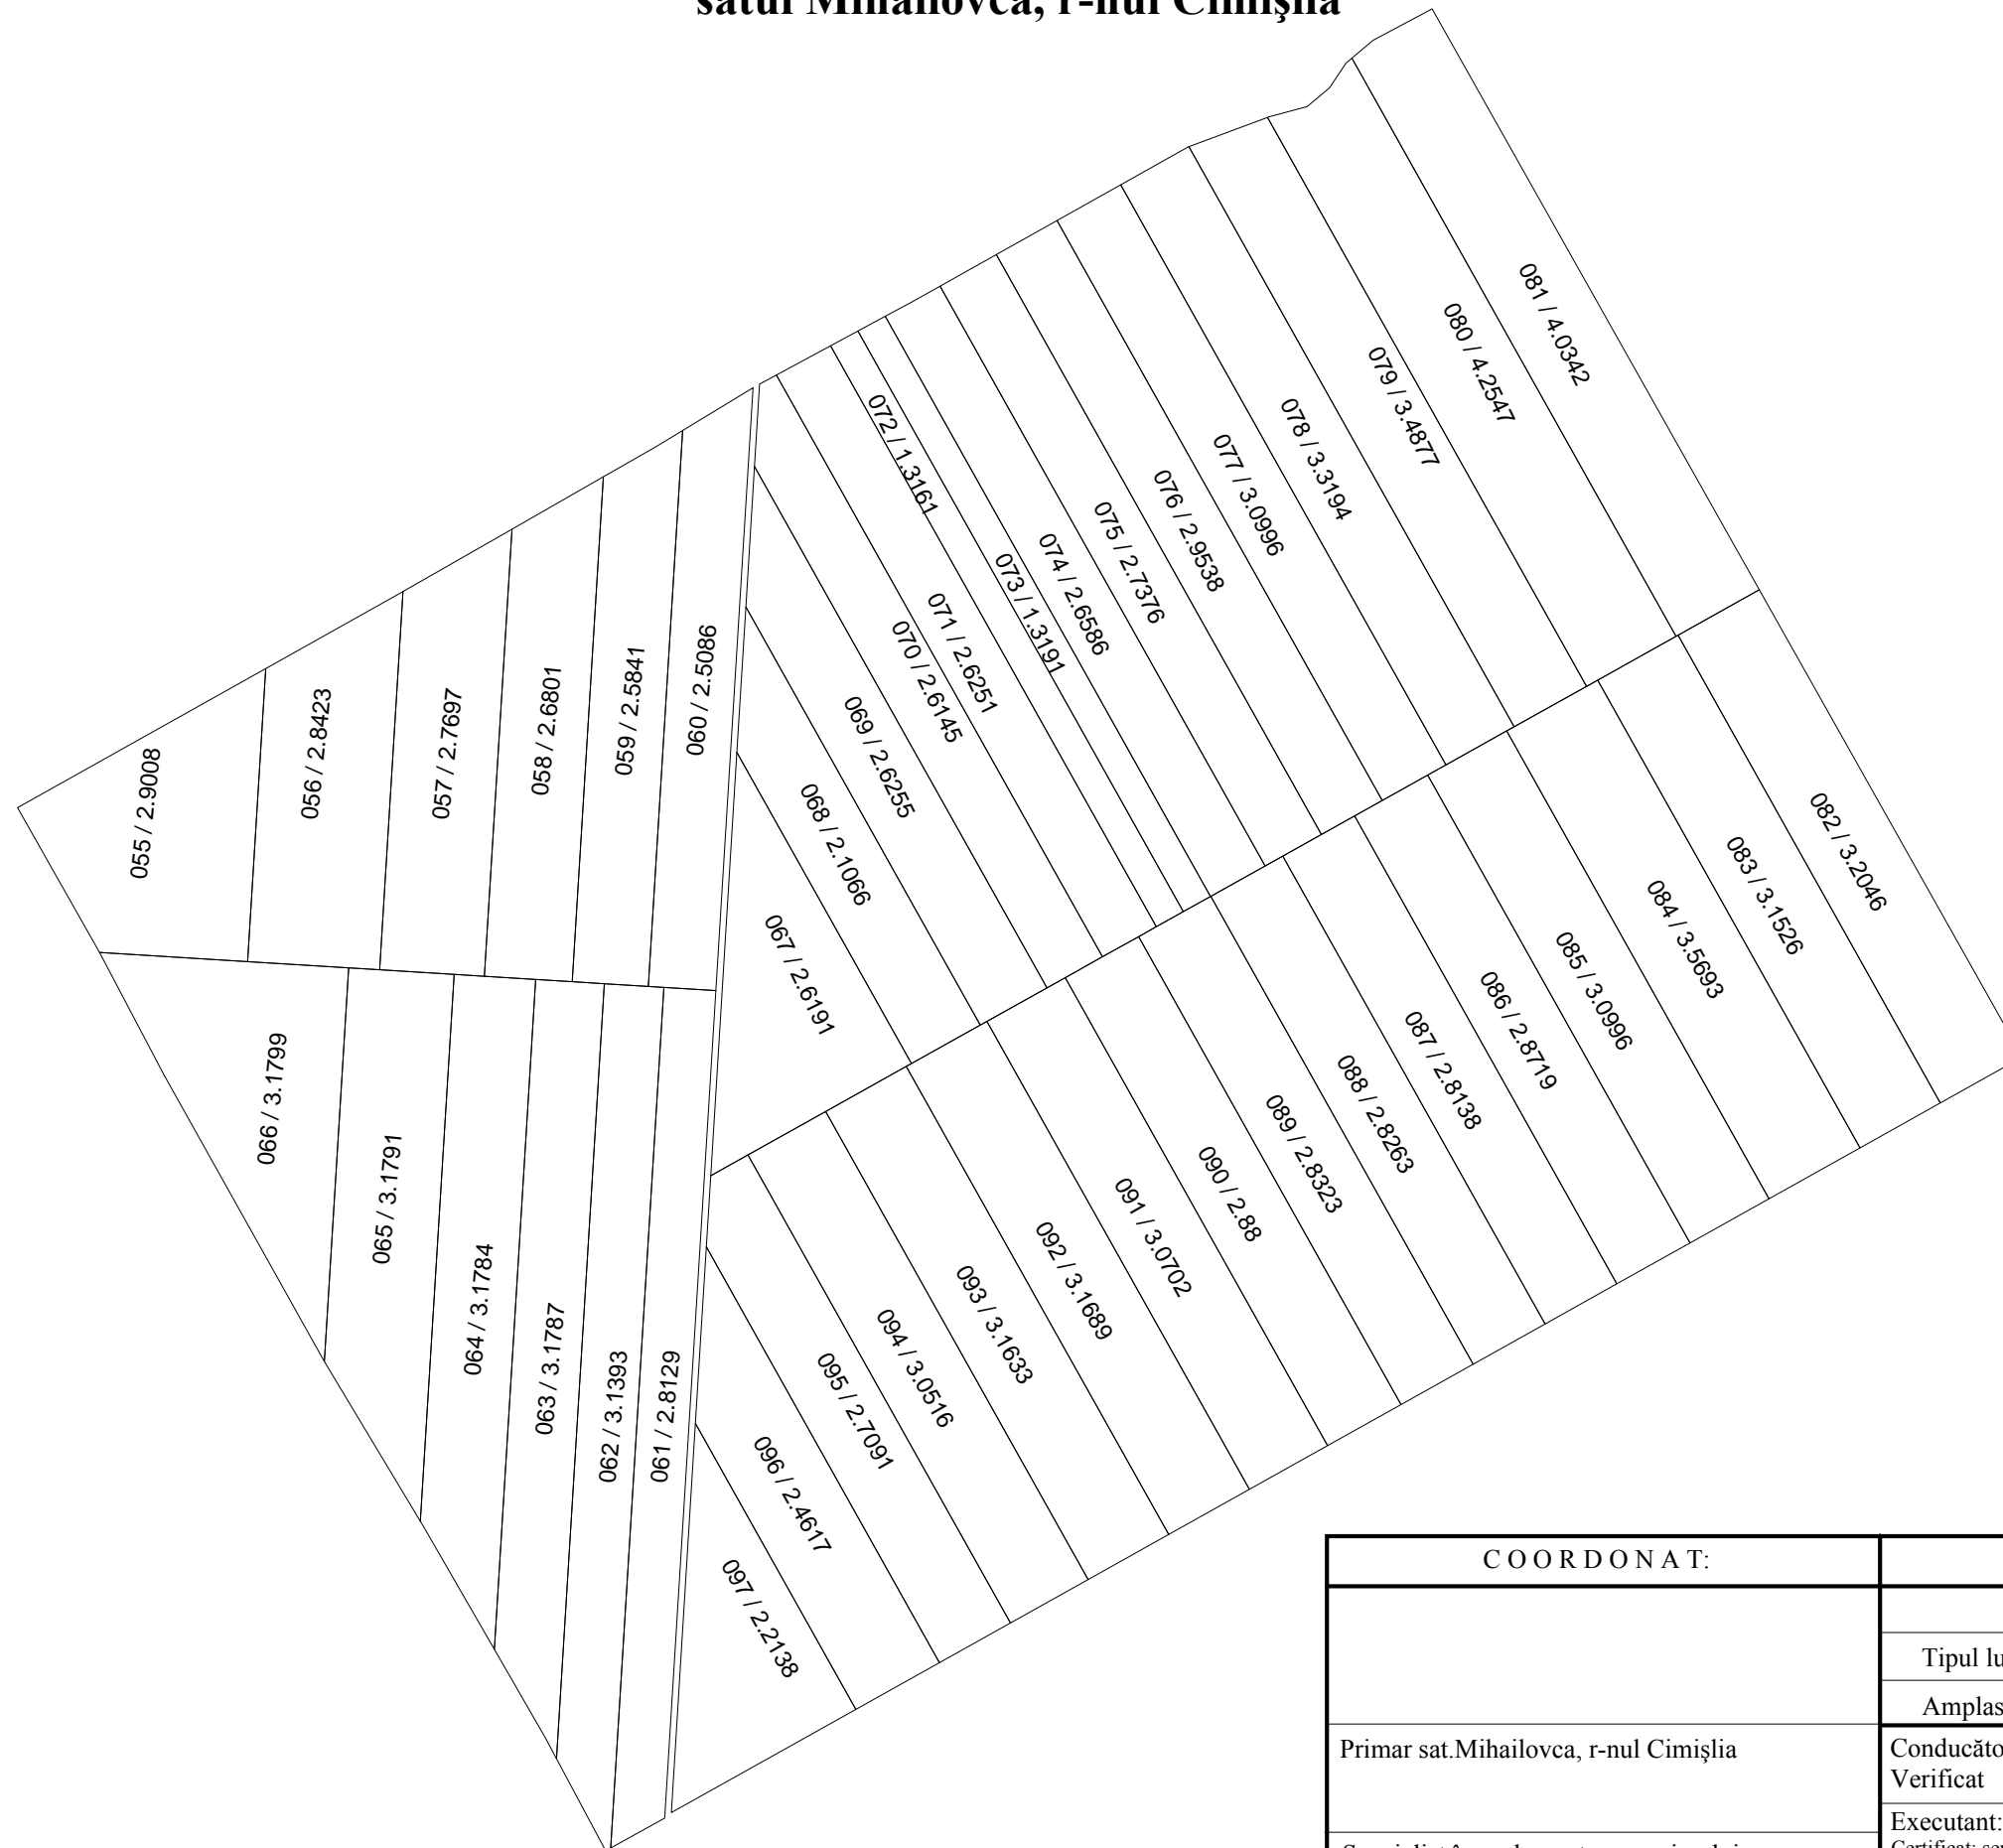 satul Mihailovca, r-nul Cimişlia
081 / 4.0342
080 / 4.2547
079 / 3.4877
078 / 3.3194
077 / 3.0996
076 / 2.9538
075 / 2.7376
074 / 2.6586
073 / 1.3191
072 / 1.3161
071 / 2.6251
070 / 2.6145
069 / 2.6255
068 / 2.1066
067 / 2.6191
055 / 2.9008
056 / 2.8423
057 / 2.7697
058 / 2.6801
059 / 2.5841
060 / 2.5086
066 / 3.1799
065 / 3.1791
064 / 3.1784
063 / 3.1787
062 / 3.1393
061 / 2.8129
082 / 3.2046
083 / 3.1526
084 / 3.5693
085 / 3.0996
086 / 2.8719
087 / 2.8138
088 / 2.8263
089 / 2.8323
090 / 2.88
091 / 3.0702
092 / 3.1689
093 / 3.1633
094 / 3.0516
095 / 2.7091
096 / 2.4617
097 / 2.2138
C O O R D O N A T:
Tipul lu
Amplas
Primar sat.Mihailovca, r-nul Cimişlia
Conducăto
Verificat
Executant: